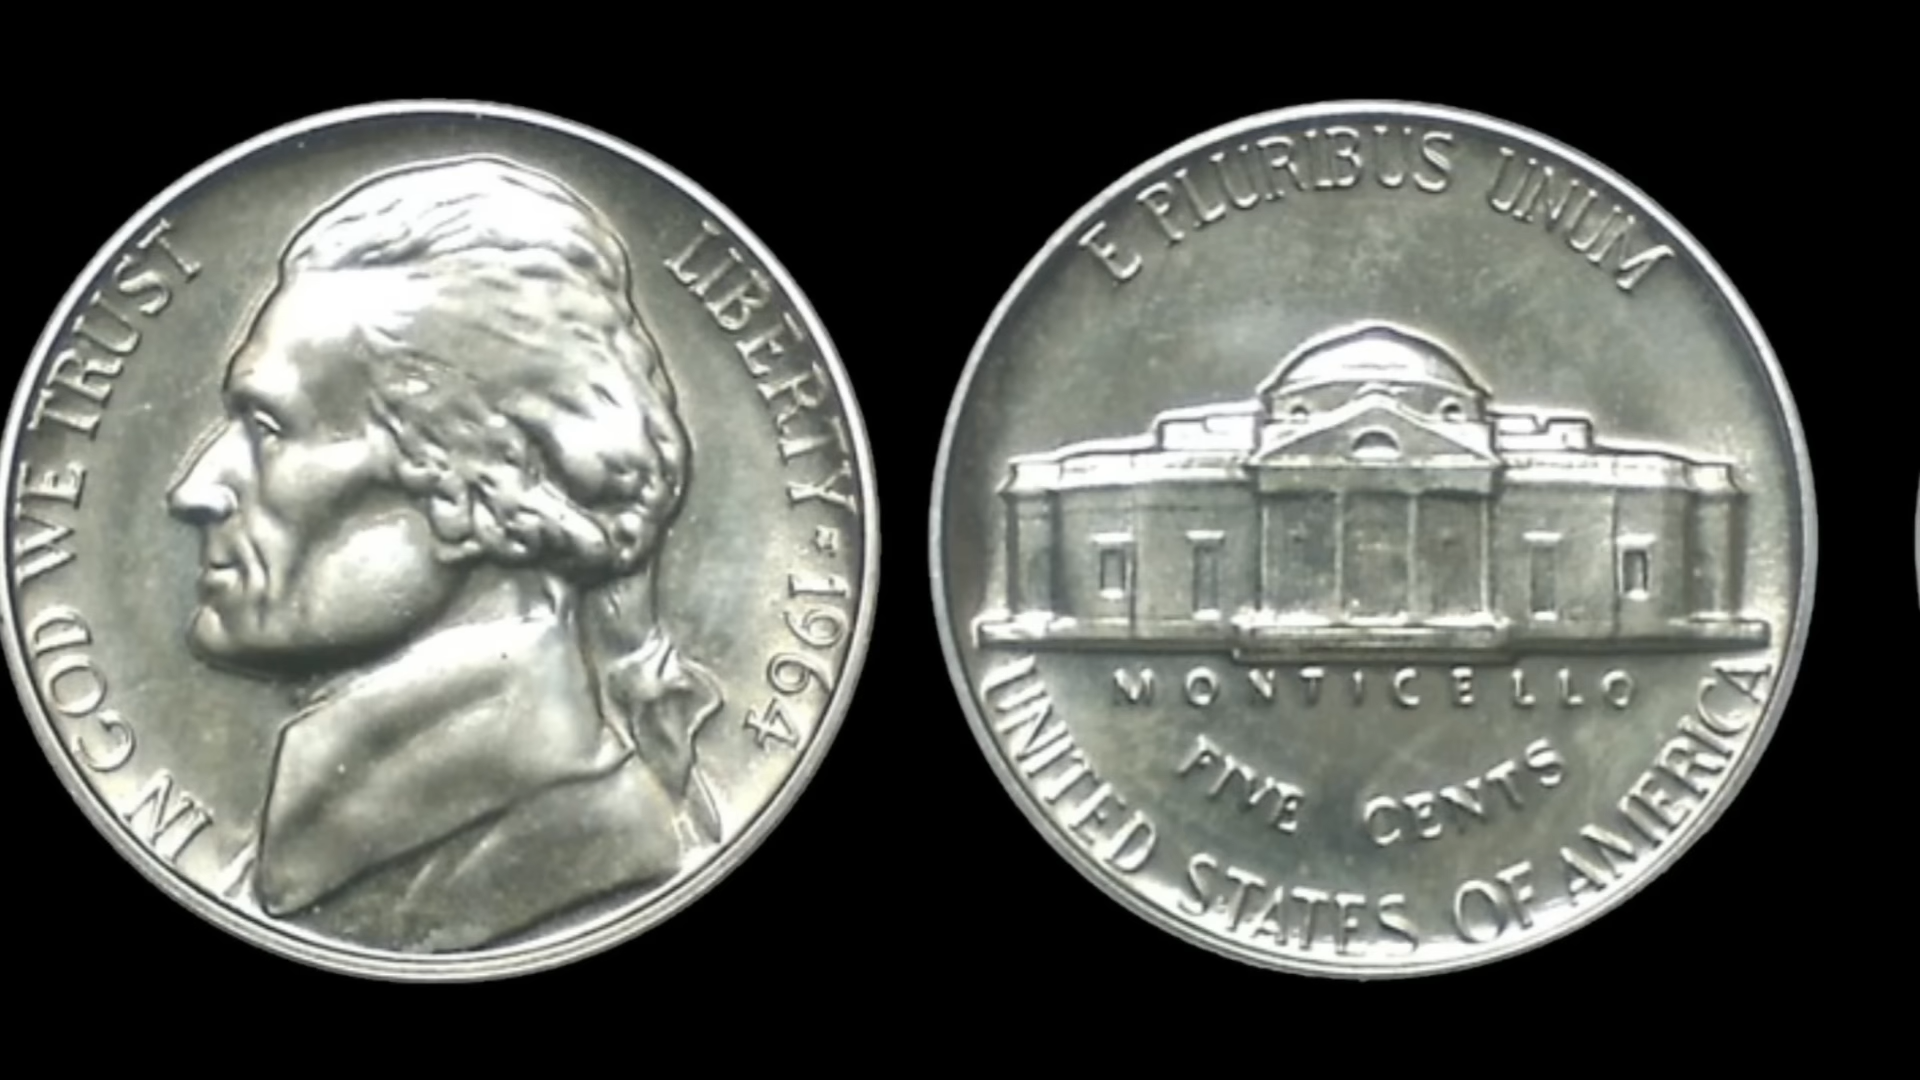 IN GOD WE TRUST
LIBERTY * 1964
E PLURIBUS UNUM
MONTICELLO
FIVE CENTS
UNITED STATES OF AMERICA